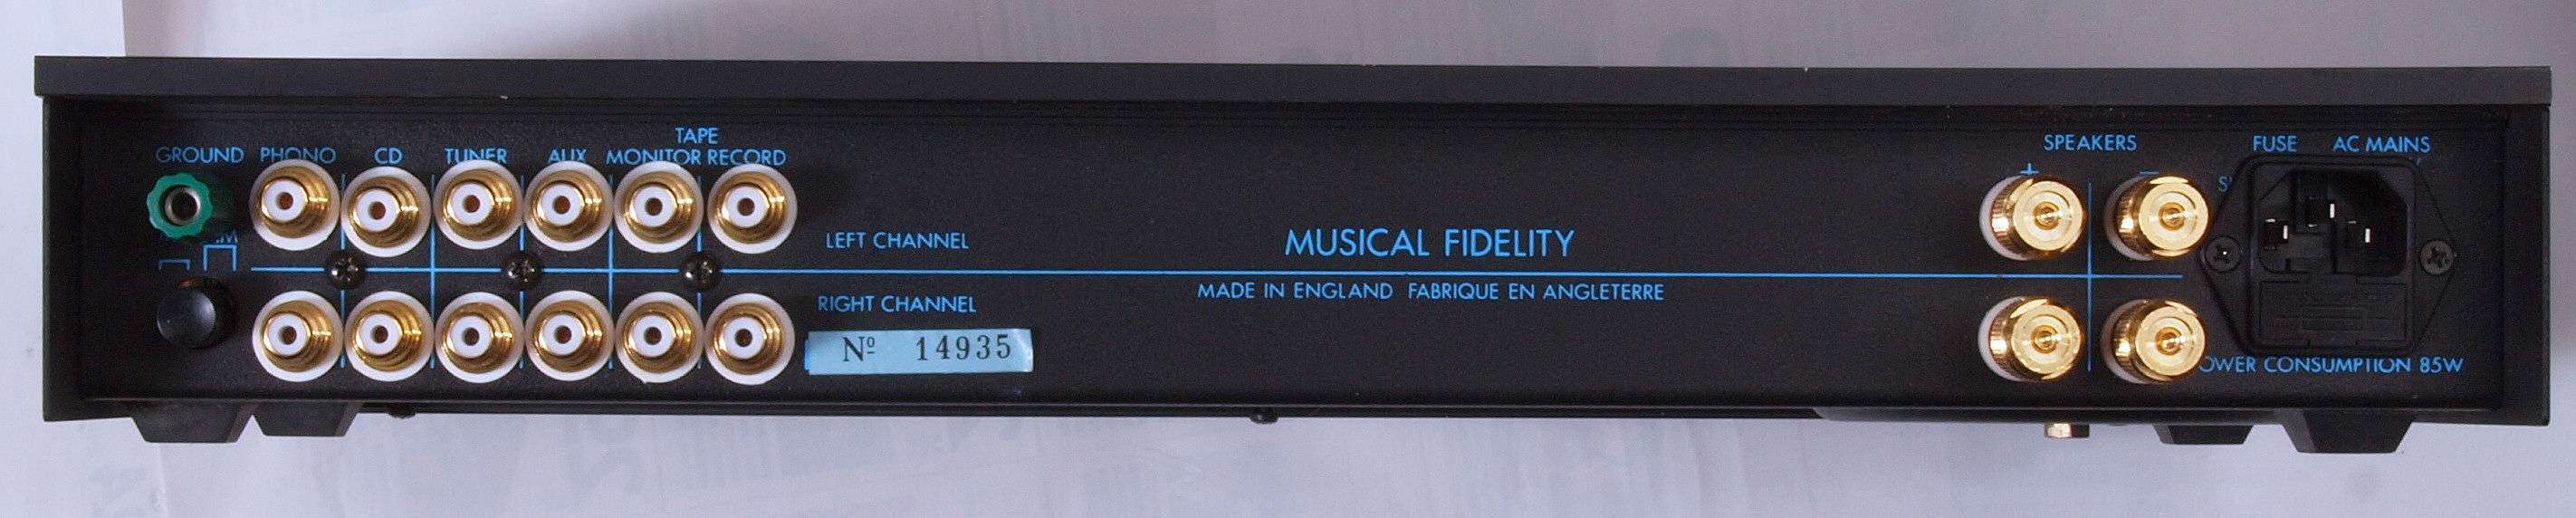 GROUND PHONO CD TUNER AUX TAPE
MONITOR RECORD
LEFT CHANNEL
RIGHT CHANNEL
Nº 14935
MUSICAL FIDELITY
MADE IN ENGLAND FABRIQUE EN ANGLETERRE
SPEAKERS
+ −
FUSE AC MAINS
CONSUMPTION 85W